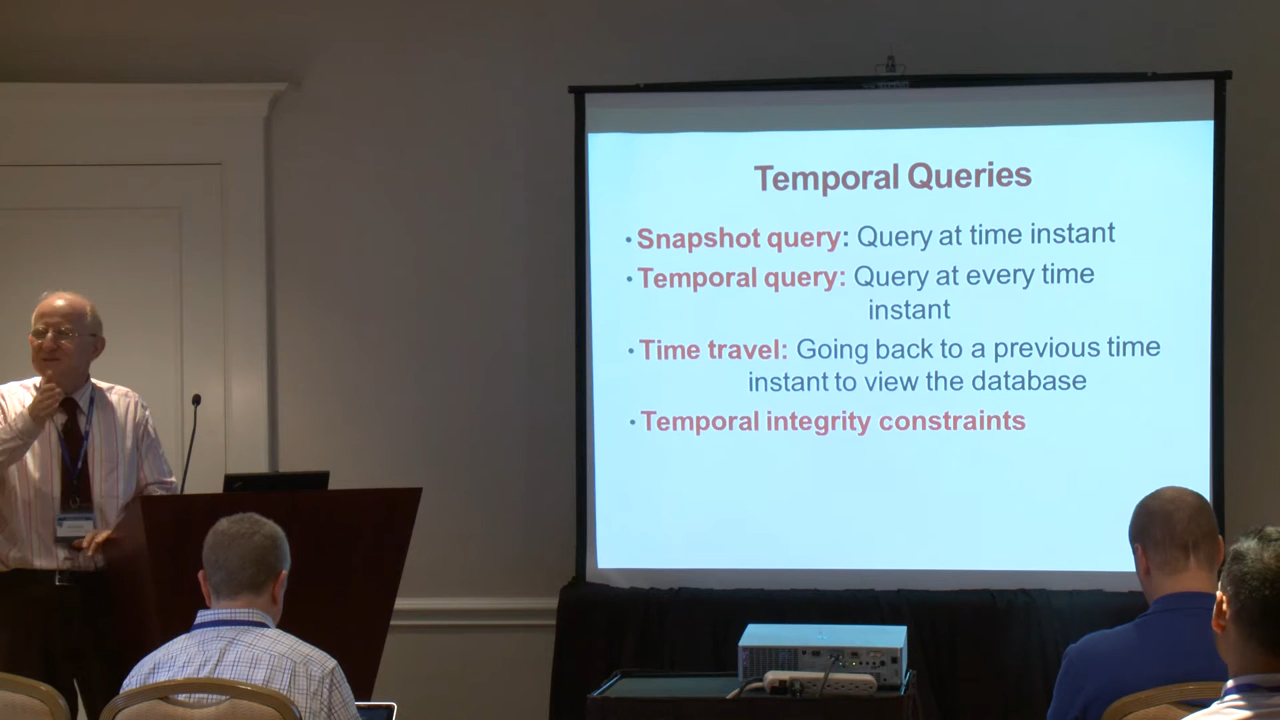 Temporal Queries
• Snapshot query: Query at time instant
• Temporal query: Query at every time
instant
• Time travel: Going back to a previous time
instant to view the database
• Temporal integrity constraints